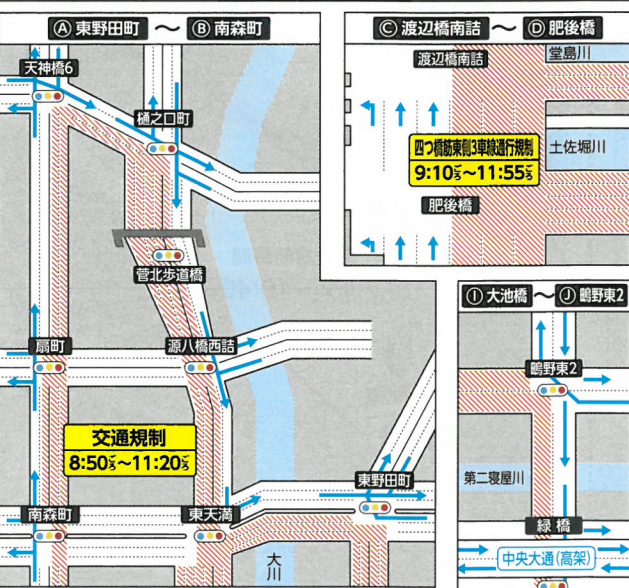 Ⓐ 東野田町 ～ Ⓑ 南森町
天神橋6
樋之口町
菅北歩道橋
扇町
源八橋西詰
交通規制
8:50ごろ～11:20ごろ
南森町
東天満
東野田町
大川
Ⓒ 渡辺橋南詰 ～ Ⓓ 肥後橋
渡辺橋南詰
堂島川
四つ橋筋東側3車線通行規制
9:10ごろ～11:55ごろ
土佐堀川
肥後橋
Ⓘ 大池橋 ～ Ⓙ 鴫野東2
鴫野東2
第二寝屋川
緑橋
中央大通(高架)